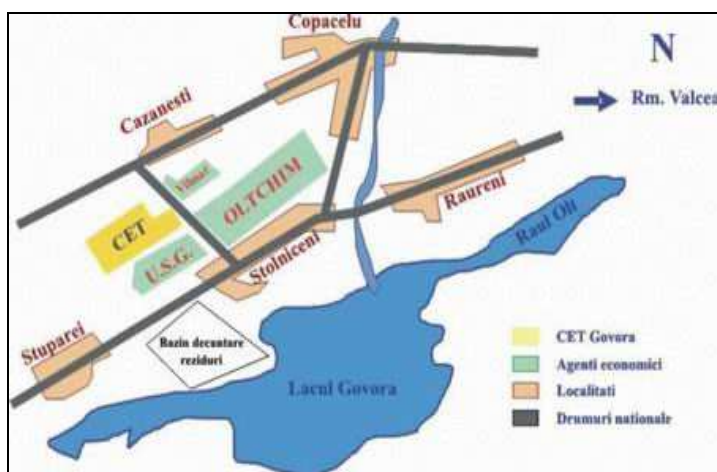 Copacelu
N
Rm. Valcea
Cazanesti
Vilmar
OLTCHIM
CET
U.S.G.
Stolniceni
Raureni
Raul Olt
Stuparei
Bazin decantare
reziduri
Lacul Govora
CET Govora
Agenti economici
Localitati
Drumuri nationale